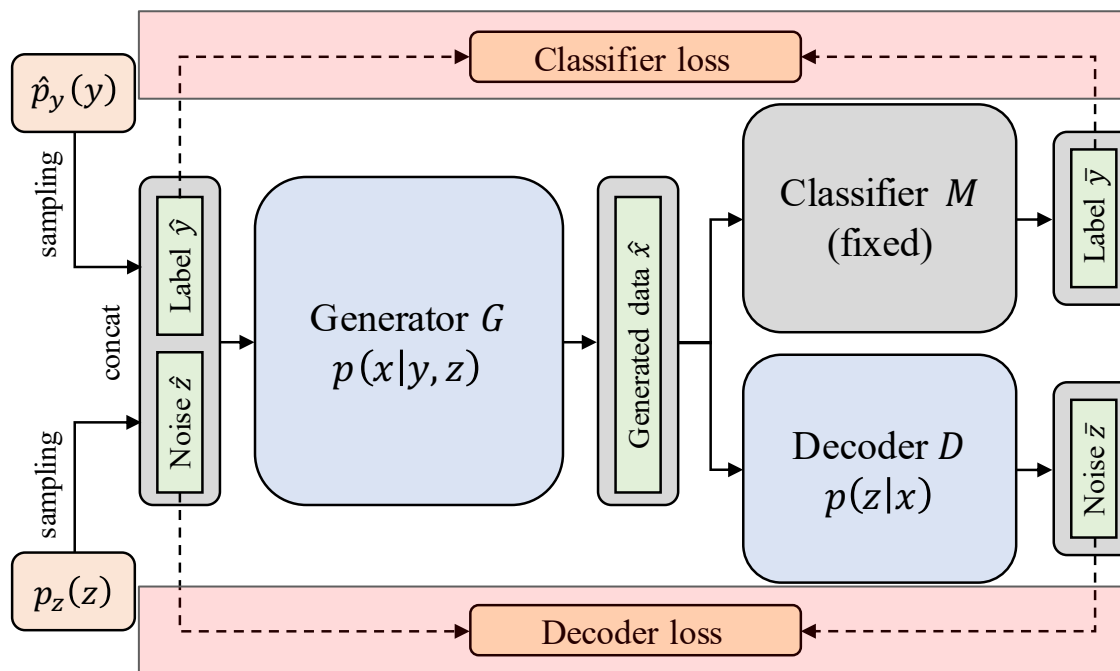 Classifier loss
p̂_y(y)
sampling
concat
sampling
p_z(z)
Label ŷ
Noise ẑ
Generator G
p(x|y, z)
Generated data x̂
Classifier M
(fixed)
Label ȳ
Decoder D
p(z|x)
Noise z̄
Decoder loss